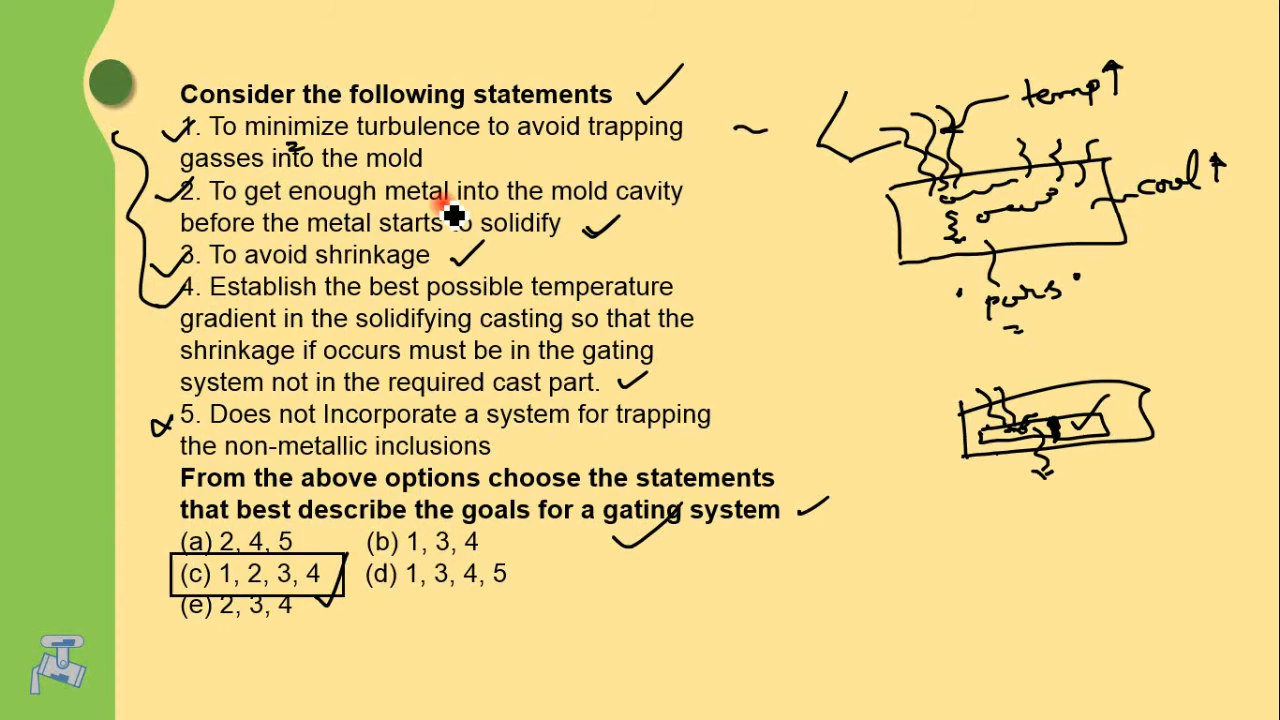 Consider the following statements
1. To minimize turbulence to avoid trapping
gasses into the mold
2. To get enough metal into the mold cavity
before the metal starts to solidify
3. To avoid shrinkage
4. Establish the best possible temperature
gradient in the solidifying casting so that the
shrinkage if occurs must be in the gating
system not in the required cast part.
5. Does not Incorporate a system for trapping
the non-metallic inclusions
From the above options choose the statements
that best describe the goals for a gating system
(a) 2, 4, 5 (b) 1, 3, 4
(c) 1, 2, 3, 4 (d) 1, 3, 4, 5
(e) 2, 3, 4
temp